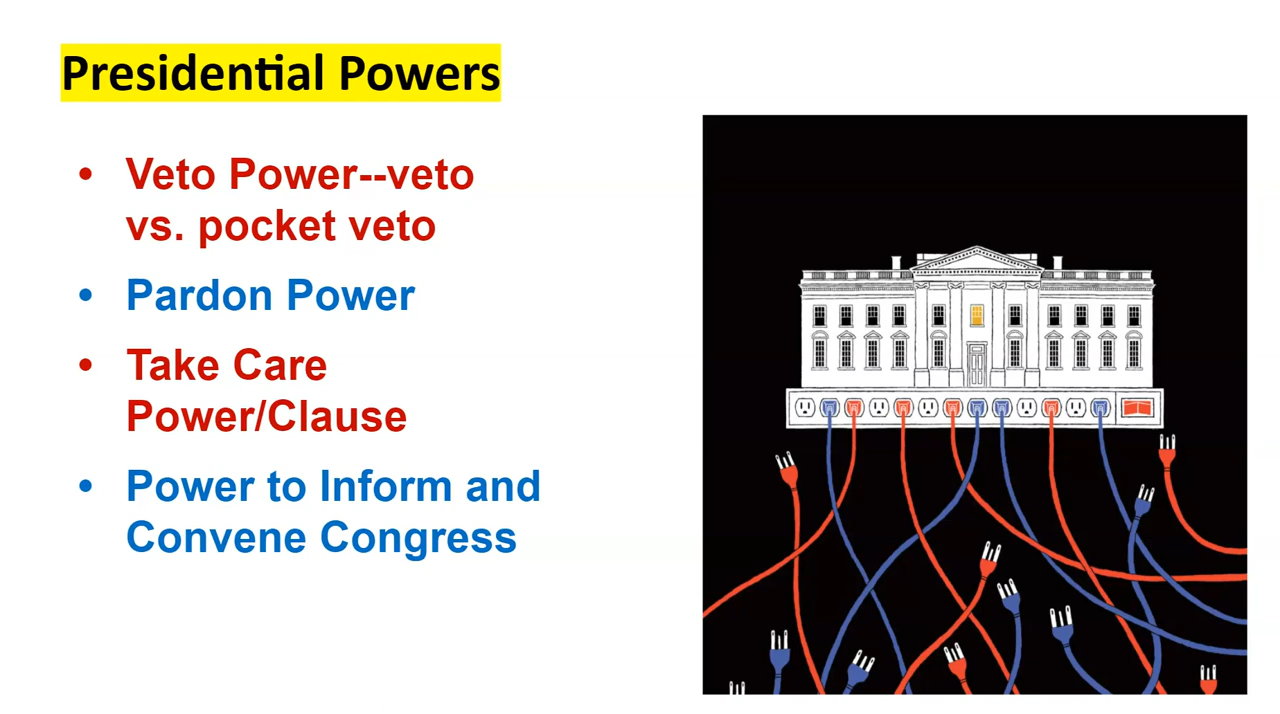 Presidential Powers
• Veto Power--veto
vs. pocket veto
• Pardon Power
• Take Care
Power/Clause
• Power to Inform and
Convene Congress